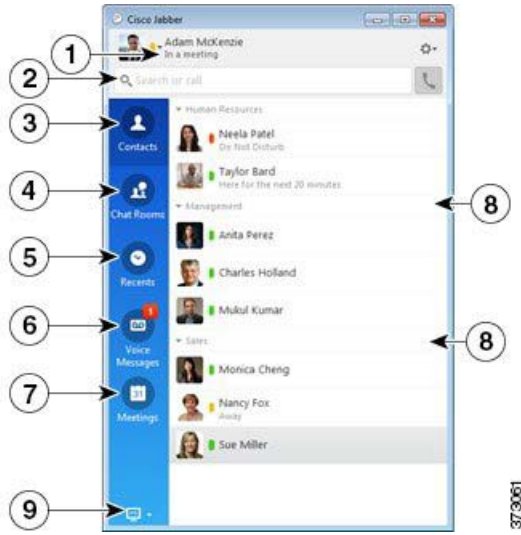 Cisco Jabber
1
Adam McKenzie
In a meeting
2
Search or call
3
Contacts
Human Resources
Neela Patel
Do Not Disturb
Taylor Bard
Here for the next 20 minutes
4
Chat Rooms
Management
8
Anita Perez
5
Recents
Charles Holland
6
1
Voice
Messages
Mukul Kumar
Sales
8
Monica Cheng
7
31
Meetings
Nancy Fox
Away
Sue Miller
9
373061